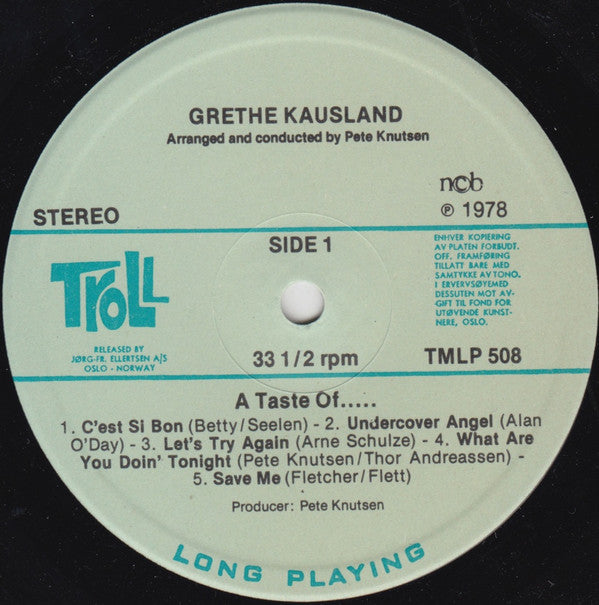 GRETHE KAUSLAND
Arranged and conducted by Pete Knutsen
n©b
STEREO
℗ 1978
SIDE 1
ENHVER KOPIERING
AV PLATEN FORBUDT.
OFF. FRAMFØRING
TILLATT BARE MED
SAMTYKKE AV TONO.
I ERVERVSØYEMED
DESSUTEN MOT AV-
GIFT TIL FOND FOR
UTØVENDE KUNST-
NERE, OSLO.
TROLL
RELEASED BY
JØRG-FR. ELLERTSEN A/S
OSLO - NORWAY
33 1/2 rpm
TMLP 508
A Taste Of.....
1. C'est Si Bon (Betty/Seelen) - 2. Undercover Angel (Alan
O'Day) - 3. Let's Try Again (Arne Schulze) - 4. What Are
You Doin' Tonight (Pete Knutsen/Thor Andreassen) -
5. Save Me (Fletcher/Flett)
Producer: Pete Knutsen
LONG PLAYING